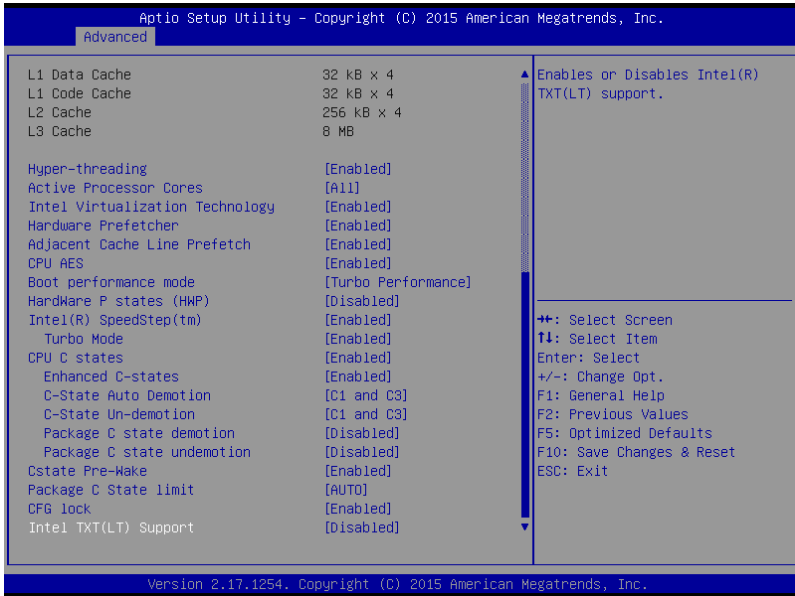 Aptio Setup Utility – Copyright (C) 2015 American Megatrends, Inc.
Advanced
L1 Data Cache 32 kB x 4
L1 Code Cache 32 kB x 4
L2 Cache 256 kB x 4
L3 Cache 8 MB
Hyper-threading [Enabled]
Active Processor Cores [All]
Intel Virtualization Technology [Enabled]
Hardware Prefetcher [Enabled]
Adjacent Cache Line Prefetch [Enabled]
CPU AES [Enabled]
Boot performance mode [Turbo Performance]
HardWare P states (HWP) [Disabled]
Intel(R) SpeedStep(tm) [Enabled]
Turbo Mode [Enabled]
CPU C states [Enabled]
Enhanced C-states [Enabled]
C-State Auto Demotion [C1 and C3]
C-State Un-demotion [C1 and C3]
Package C state demotion [Disabled]
Package C state undemotion [Disabled]
Cstate Pre-Wake [Enabled]
Package C State limit [AUTO]
CFG lock [Enabled]
Intel TXT(LT) Support [Disabled]
Enables or Disables Intel(R)
TXT(LT) support.
→←: Select Screen
↑↓: Select Item
Enter: Select
+/-: Change Opt.
F1: General Help
F2: Previous Values
F5: Optimized Defaults
F10: Save Changes & Reset
ESC: Exit
Version 2.17.1254. Copyright (C) 2015 American Megatrends, Inc.